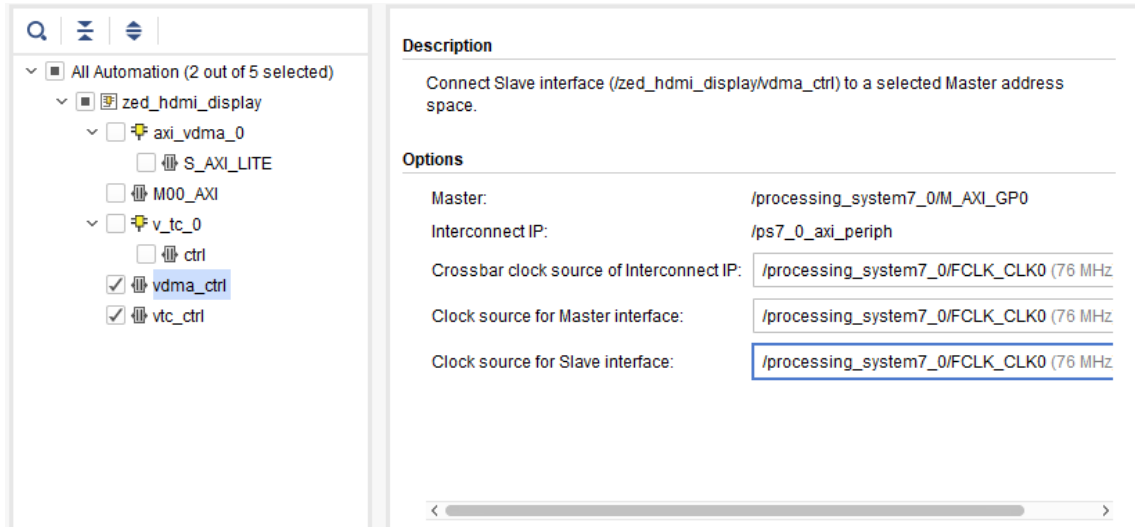 All Automation (2 out of 5 selected)
zed_hdmi_display
axi_vdma_0
S_AXI_LITE
M00_AXI
v_tc_0
ctrl
vdma_ctrl
vtc_ctrl
Description
Connect Slave interface (/zed_hdmi_display/vdma_ctrl) to a selected Master address
space.
Options
Master: /processing_system7_0/M_AXI_GP0
Interconnect IP: /ps7_0_axi_periph
Crossbar clock source of Interconnect IP: /processing_system7_0/FCLK_CLK0 (76 MHz
Clock source for Master interface: /processing_system7_0/FCLK_CLK0 (76 MHz
Clock source for Slave interface: /processing_system7_0/FCLK_CLK0 (76 MHz